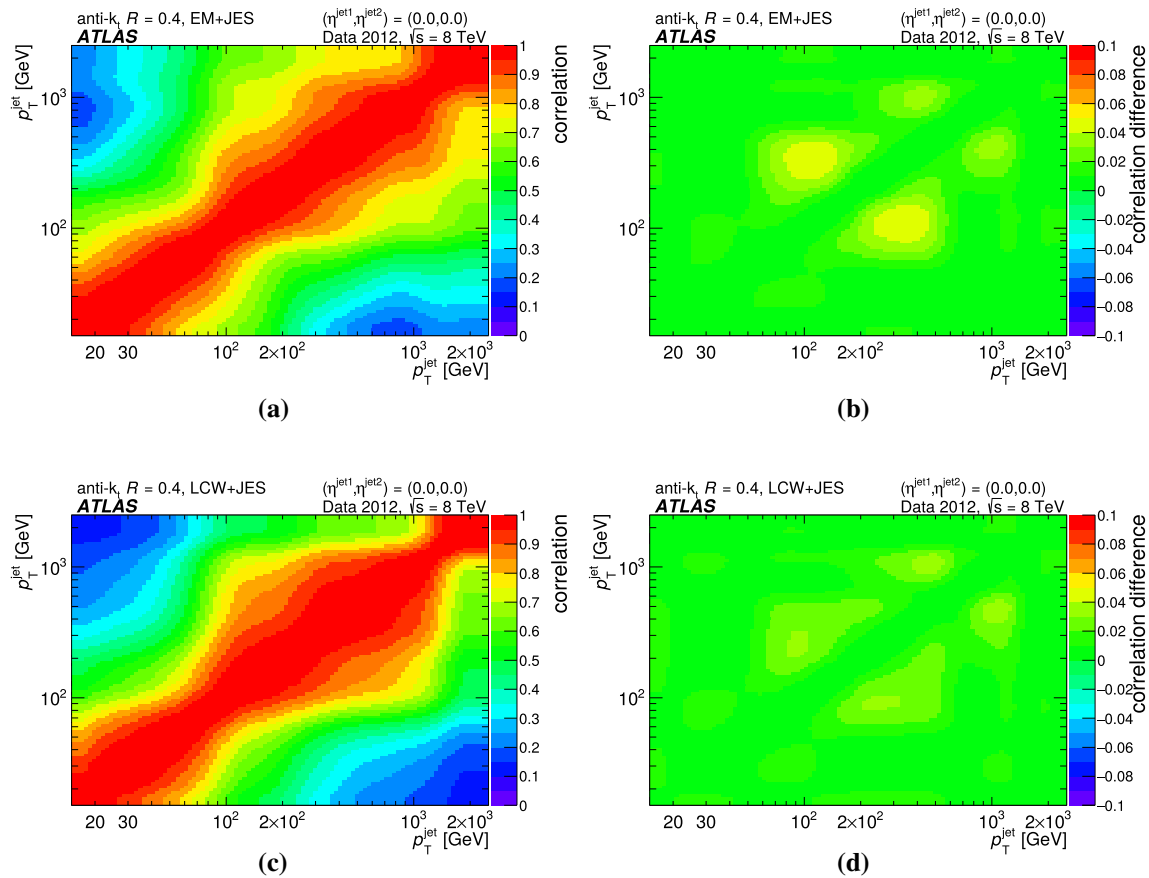 anti-kt R = 0.4, EM+JES (ηjet1,ηjet2) = (0.0,0.0)
ATLAS Data 2012, √s = 8 TeV
pTjet [GeV]
10³
10²
20 30 10² 2×10² 10³ 2×10³
pTjet [GeV]
1
0.9
0.8
0.7
0.6
0.5
0.4
0.3
0.2
0.1
0
correlation
(a)
anti-kt R = 0.4, EM+JES (ηjet1,ηjet2) = (0.0,0.0)
ATLAS Data 2012, √s = 8 TeV
pTjet [GeV]
10³
10²
20 30 10² 2×10² 10³ 2×10³
pTjet [GeV]
0.1
0.08
0.06
0.04
0.02
0
−0.02
−0.04
−0.06
−0.08
−0.1
correlation difference
(b)
anti-kt R = 0.4, LCW+JES (ηjet1,ηjet2) = (0.0,0.0)
ATLAS Data 2012, √s = 8 TeV
pTjet [GeV]
10³
10²
20 30 10² 2×10² 10³ 2×10³
pTjet [GeV]
1
0.9
0.8
0.7
0.6
0.5
0.4
0.3
0.2
0.1
0
correlation
(c)
anti-kt R = 0.4, LCW+JES (ηjet1,ηjet2) = (0.0,0.0)
ATLAS Data 2012, √s = 8 TeV
pTjet [GeV]
10³
10²
20 30 10² 2×10² 10³ 2×10³
pTjet [GeV]
0.1
0.08
0.06
0.04
0.02
0
−0.02
−0.04
−0.06
−0.08
−0.1
correlation difference
(d)